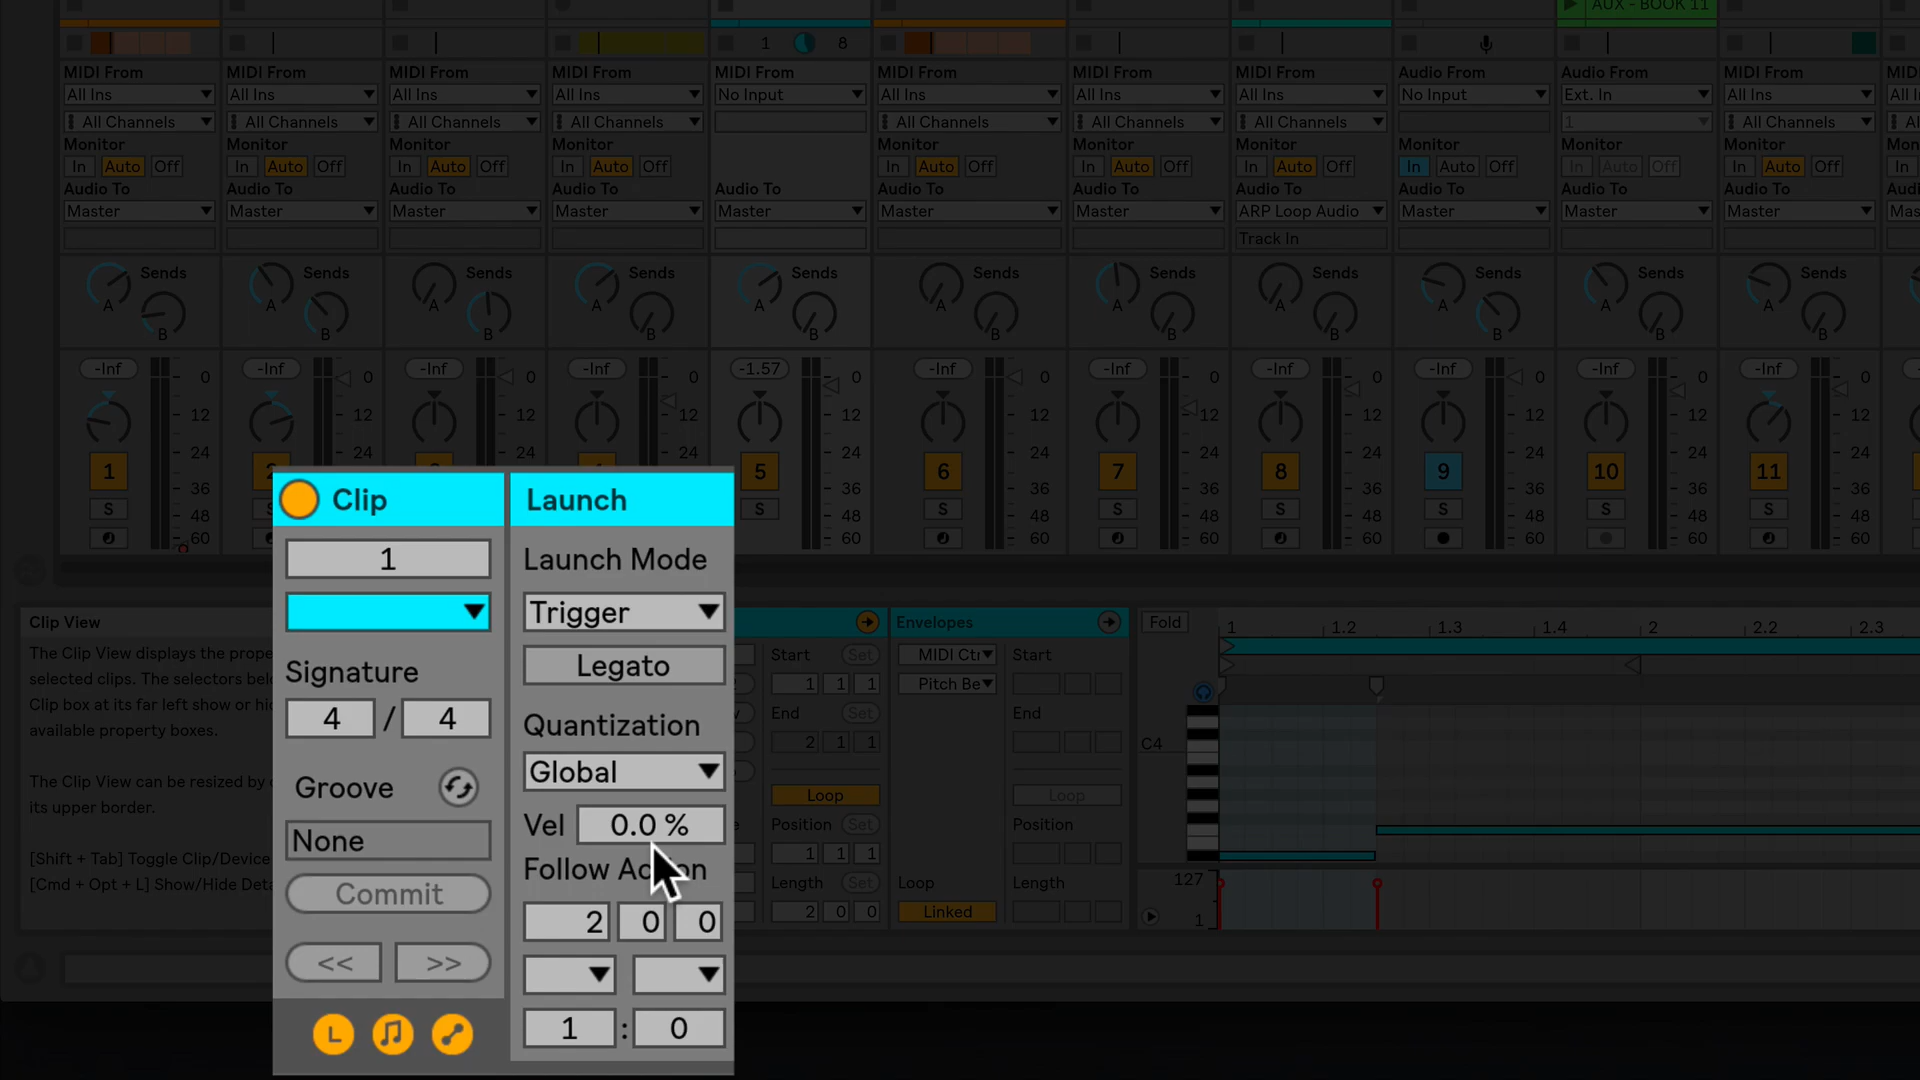 AUX - BOOK 11
1 8
MIDI From MIDI From MIDI From MIDI From MIDI From MIDI From MIDI From MIDI From Audio From Audio From MIDI From
All Ins All Ins All Ins All Ins No Input All Ins All Ins All Ins No Input Ext. In All Ins
All Channels All Channels All Channels All Channels All Channels All Channels All Channels 1 All Channels
Monitor Monitor Monitor Monitor Monitor Monitor Monitor Monitor Monitor Monitor
In Auto Off In Auto Off In Auto Off In Auto Off In Auto Off In Auto Off In Auto Off In Auto Off In Auto Off In Auto Off In
Audio To Audio To Audio To Audio To Audio To Audio To Audio To Audio To Audio To Audio To Audio To
Master Master Master Master Master Master Master ARP Loop Audio Master Master Master
Track In
Sends Sends Sends Sends Sends Sends Sends Sends Sends Sends Sends
A A A A A A A A A A A
B B B B B B B B B B B
-Inf -Inf -Inf -Inf -1.57 -Inf -Inf -Inf -Inf -Inf -Inf
0 0 0 0 0 0 0 0 0 0 0
12 12 12 12 12 12 12 12 12 12 12
24 24 24 24 24 24 24 24 24 24 24
1 5 6 7 8 9 10 11
36 36 36 36 36 36 36 36
S S S S S S S S
48 48 48 48 48 48 48 48
60 60 60 60 60 60 60 60
Clip Launch
1 Launch Mode
Trigger
Legato
Signature
4 / 4 Quantization
Global
Groove
Vel 0.0 %
None Follow Action
Commit
2 0 0
<< >>
L 1 : 0
Clip View
The Clip View displays the prope
selected clips. The selectors bel
Clip box at its far left show or hi
available property boxes.
The Clip View can be resized by
its upper border.
[Shift + Tab] Toggle Clip/Device
[Cmd + Opt + L] Show/Hide Det
Start Set
1 1 1
End Set
2 1 1
Loop
Position Set
1 1 1
Length Set
2 0 0
Envelopes
MIDI Ctr Start
Pitch Be
End
Loop
Position
Loop Length
Linked
Fold 1 1.2 1.3 1.4 2 2.2 2.3
C4
127
1